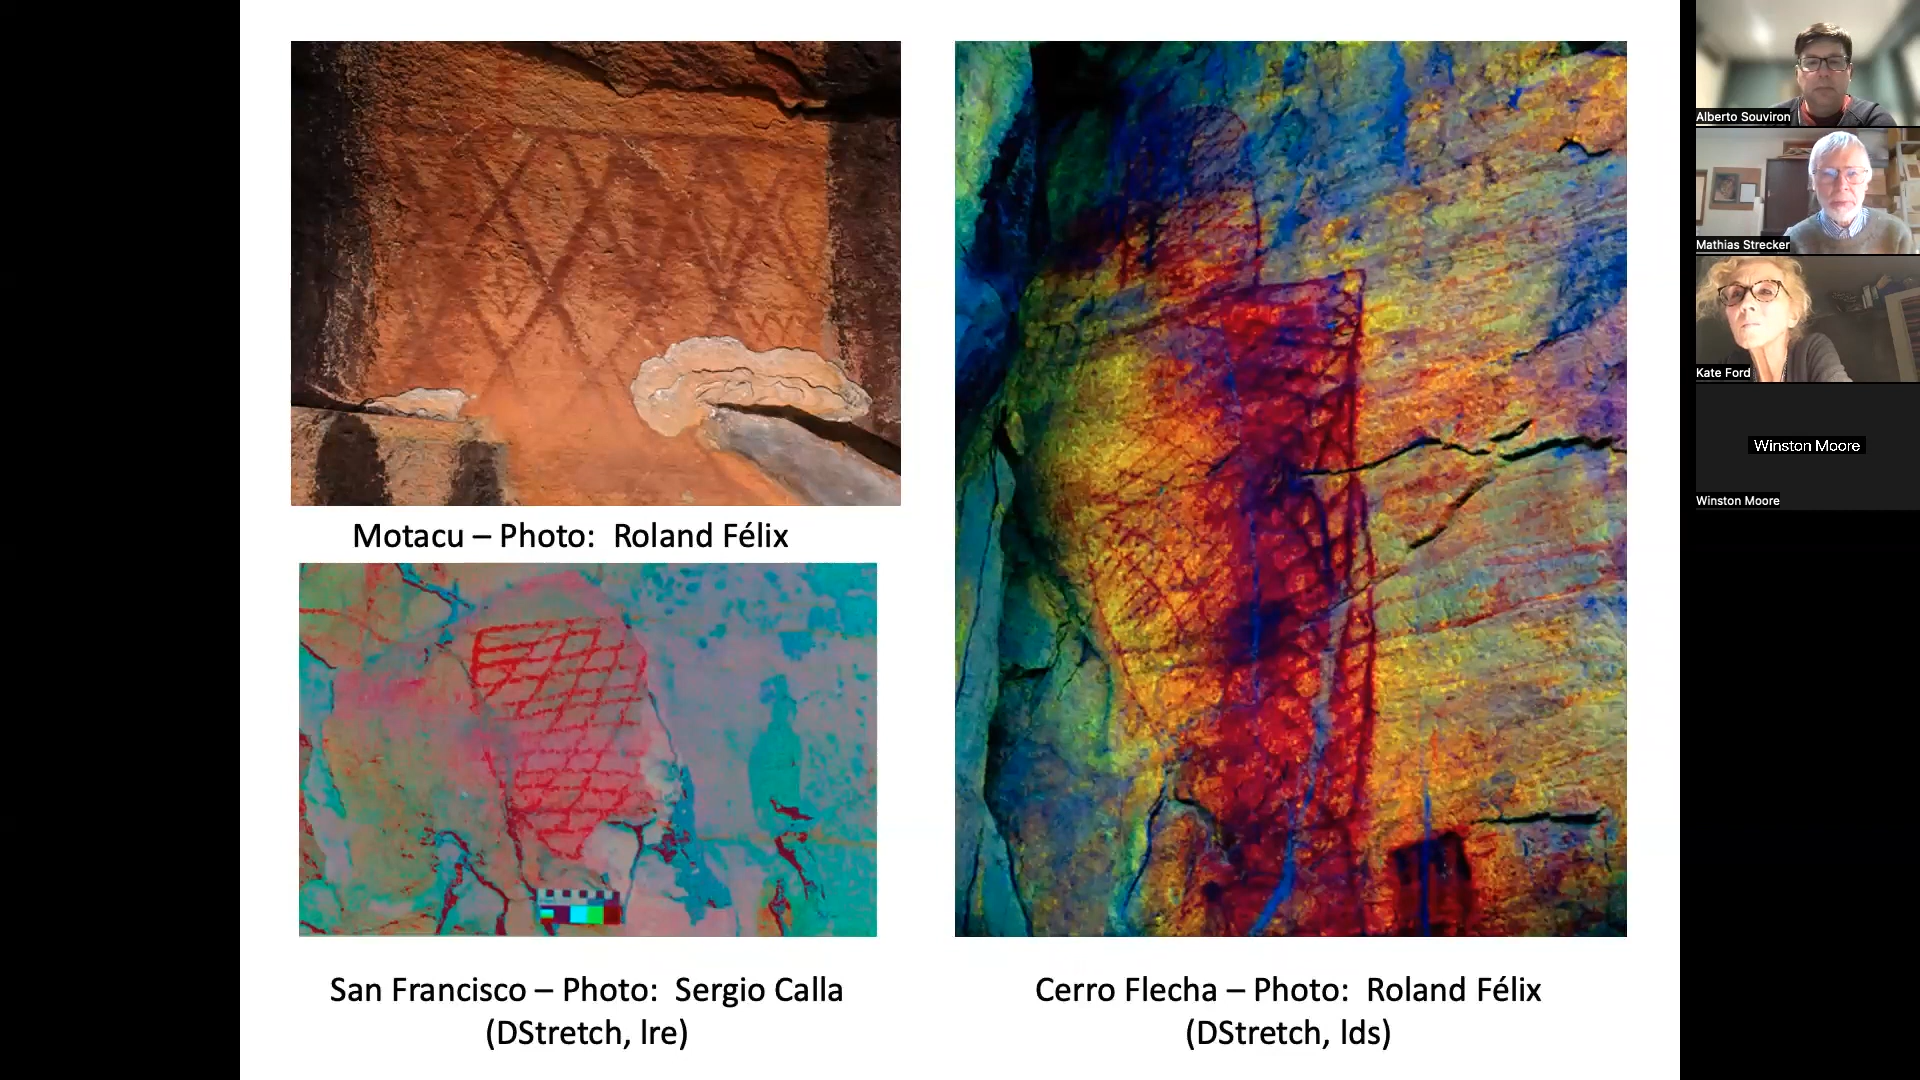 Motacu – Photo:  Roland Félix
San Francisco – Photo:  Sergio Calla
(DStretch, lre)
Cerro Flecha – Photo:  Roland Félix
(DStretch, lds)
Alberto Souviron
Mathias Strecker
Kate Ford
Winston Moore
Winston Moore